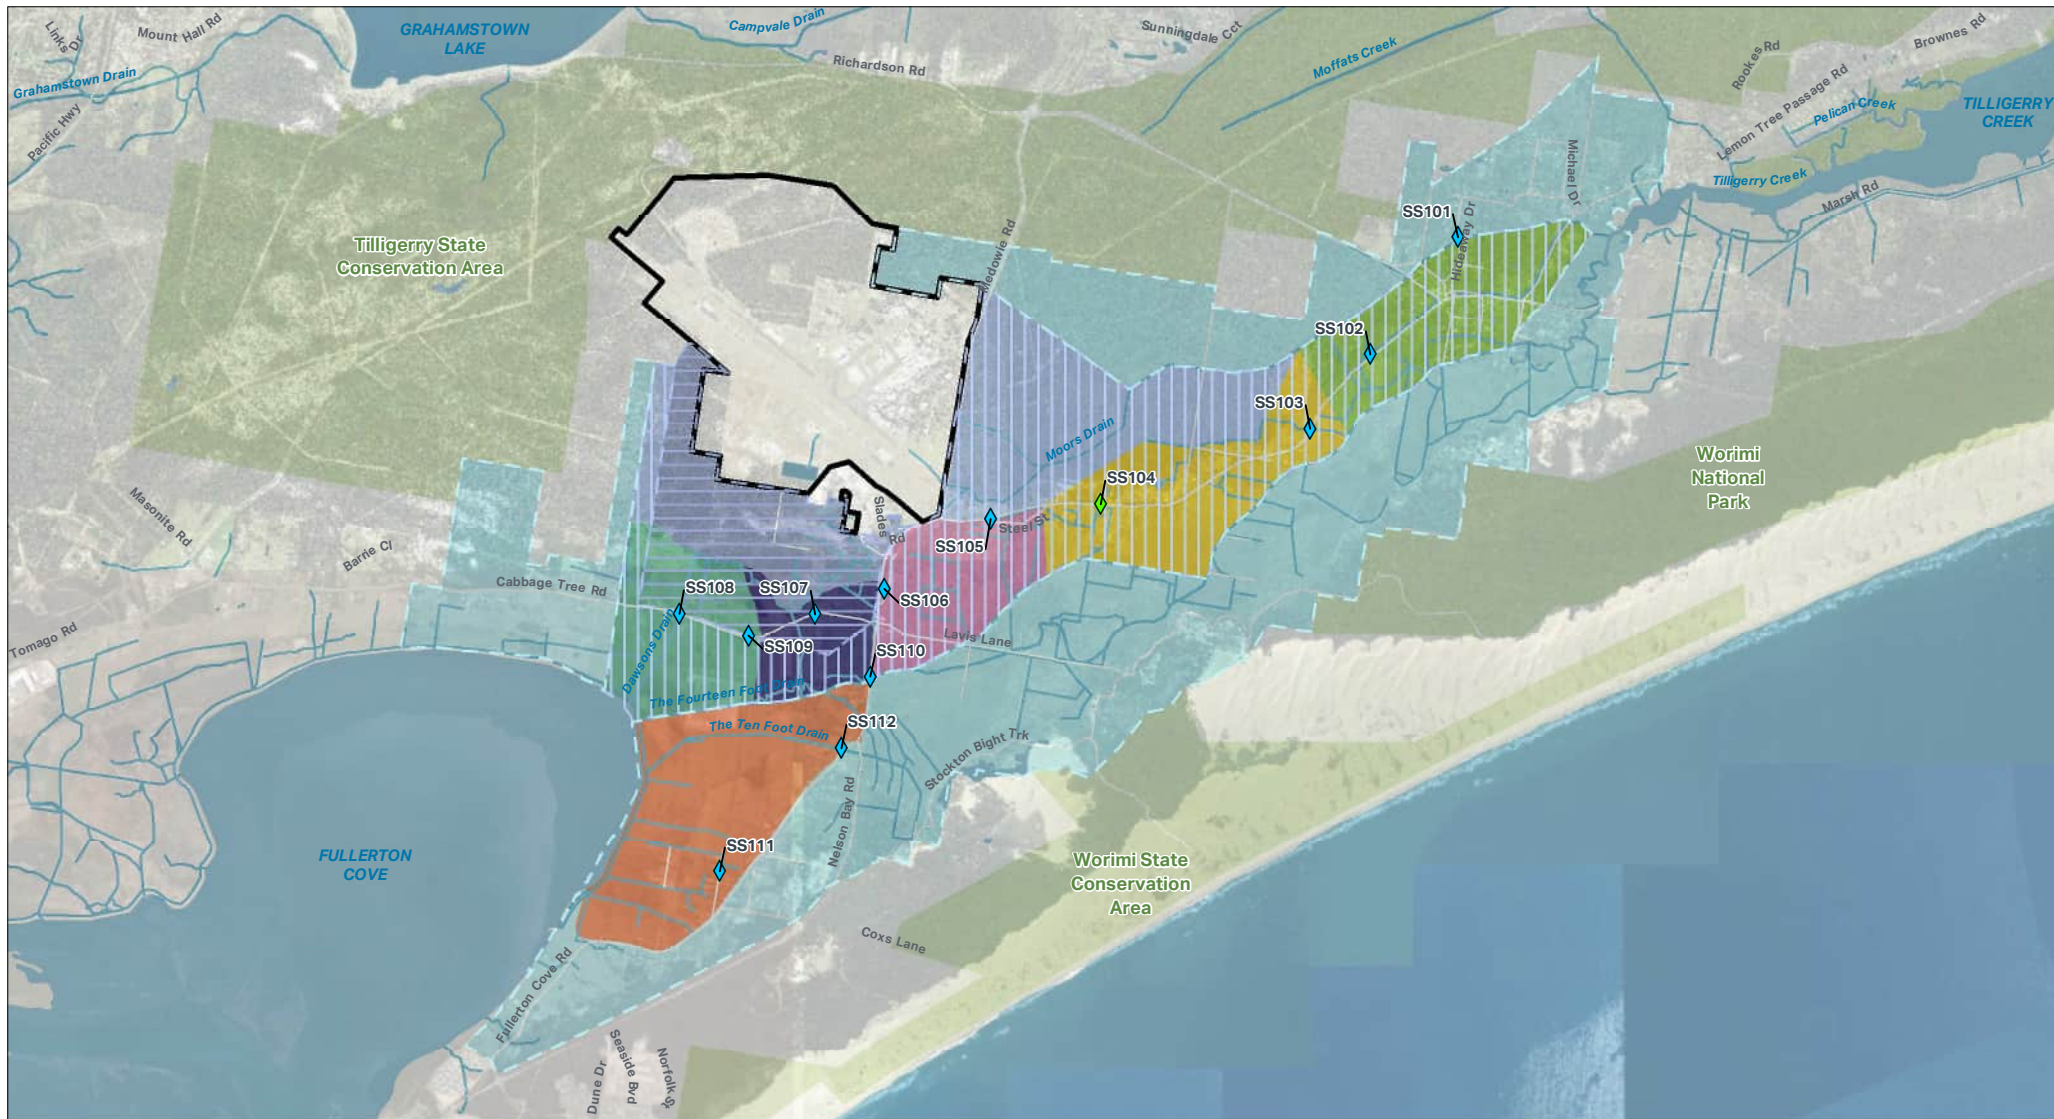 Links
Dr
Mount Hall Rd
GRAHAMSTOWN
LAKE
Campvale Drain
Sunningdale Cct
Richardson Rd
Moffats Creek
Rookes Rd
Brownes Rd
Lemon Tree Passage Rd
Pelican Creek
TILLIGERRY
CREEK
Grahamstown Drain
Pacific Hwy
Michael Dr
Tilligerry Creek
Marsh Rd
SS101
Hideaway Dr
Tilligerry State
Conservation Area
Medowie Rd
SS102
SS103
Moors Drain
Worimi
National
Park
SS104
Masonite Rd
Slades
Rd
Steel St
SS105
Barrie Cl
Cabbage Tree Rd
SS108
SS107
SS106
Tomago Rd
Dawsons Drain
SS109
Lavis Lane
SS110
The Fourteen Foot Drain
SS112
The Ten Foot Drain
Stockton Bight Trk
Nelson Bay Rd
SS111
FULLERTON
COVE
Worimi State
Conservation
Area
Coxs Lane
Fullerton Cove Rd
Seaside Bvd
Norfolk St
Dune Dr